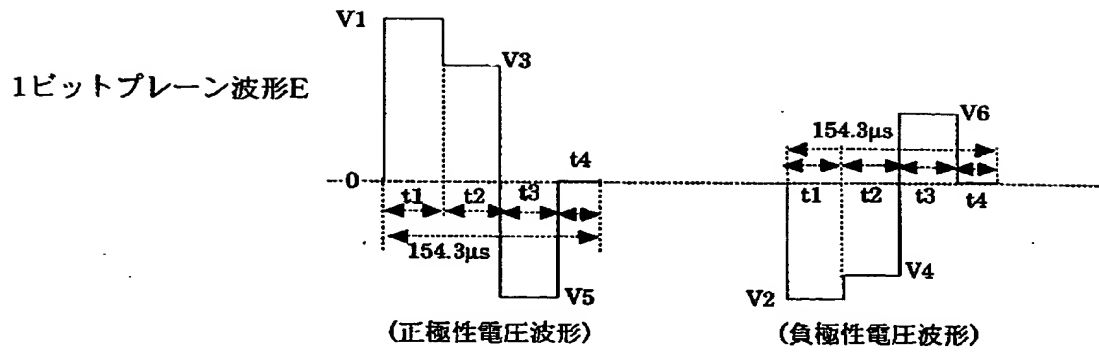 V1
V3
1ビットプレーン波形E
V6
154.3μs
t4
0
t1 t2 t3
t1 t2 t3 t4
154.3μs
V5
V2
V4
(正極性電圧波形)
(負極性電圧波形)